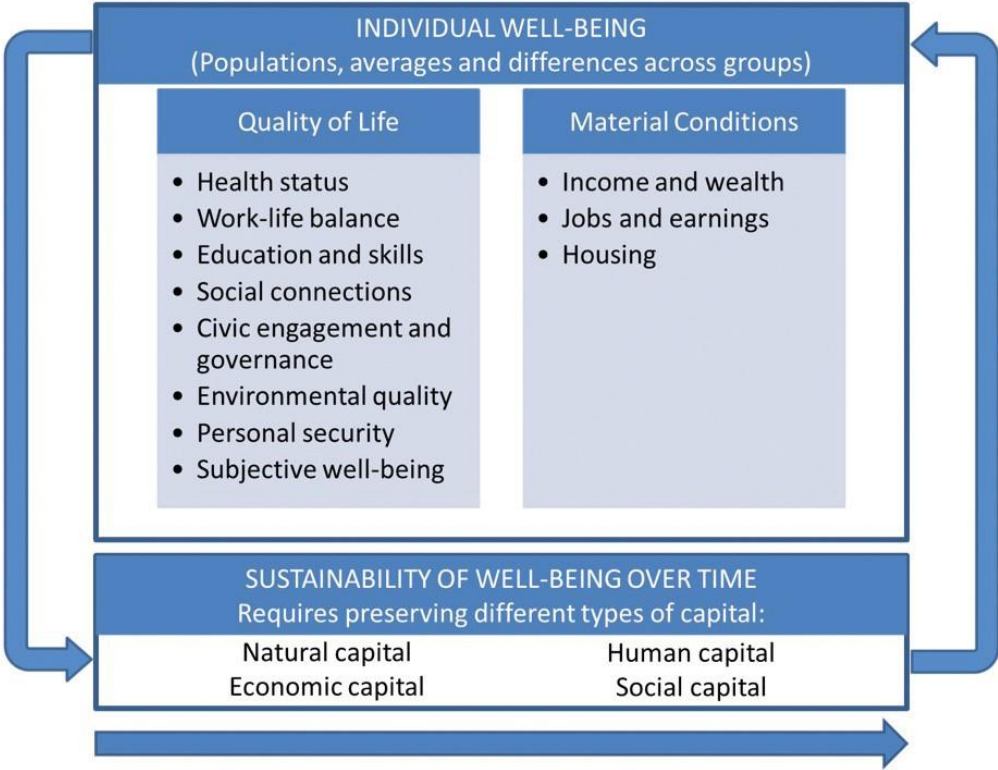 INDIVIDUAL WELL-BEING
(Populations, averages and differences across groups)
Quality of Life
• Health status
• Work-life balance
• Education and skills
• Social connections
• Civic engagement and
governance
• Environmental quality
• Personal security
• Subjective well-being
Material Conditions
• Income and wealth
• Jobs and earnings
• Housing
SUSTAINABILITY OF WELL-BEING OVER TIME
Requires preserving different types of capital:
Natural capital
Economic capital
Human capital
Social capital